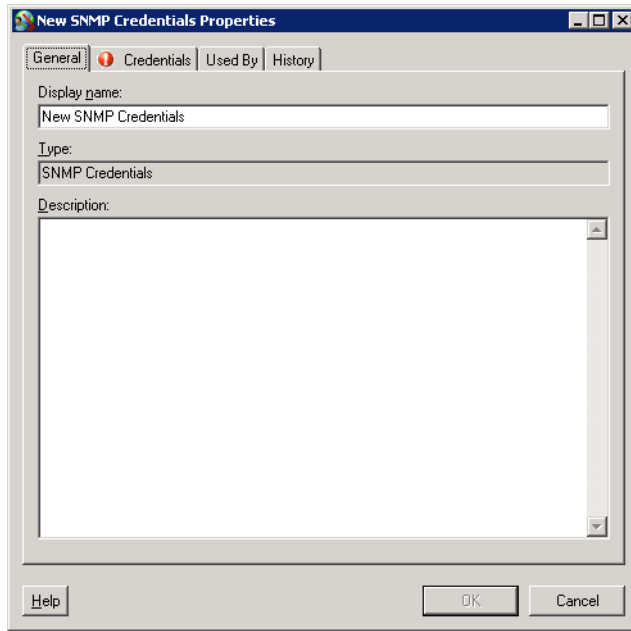 New SNMP Credentials Properties
General Credentials Used By History
Display name:
New SNMP Credentials
Type:
SNMP Credentials
Description:
Help OK Cancel